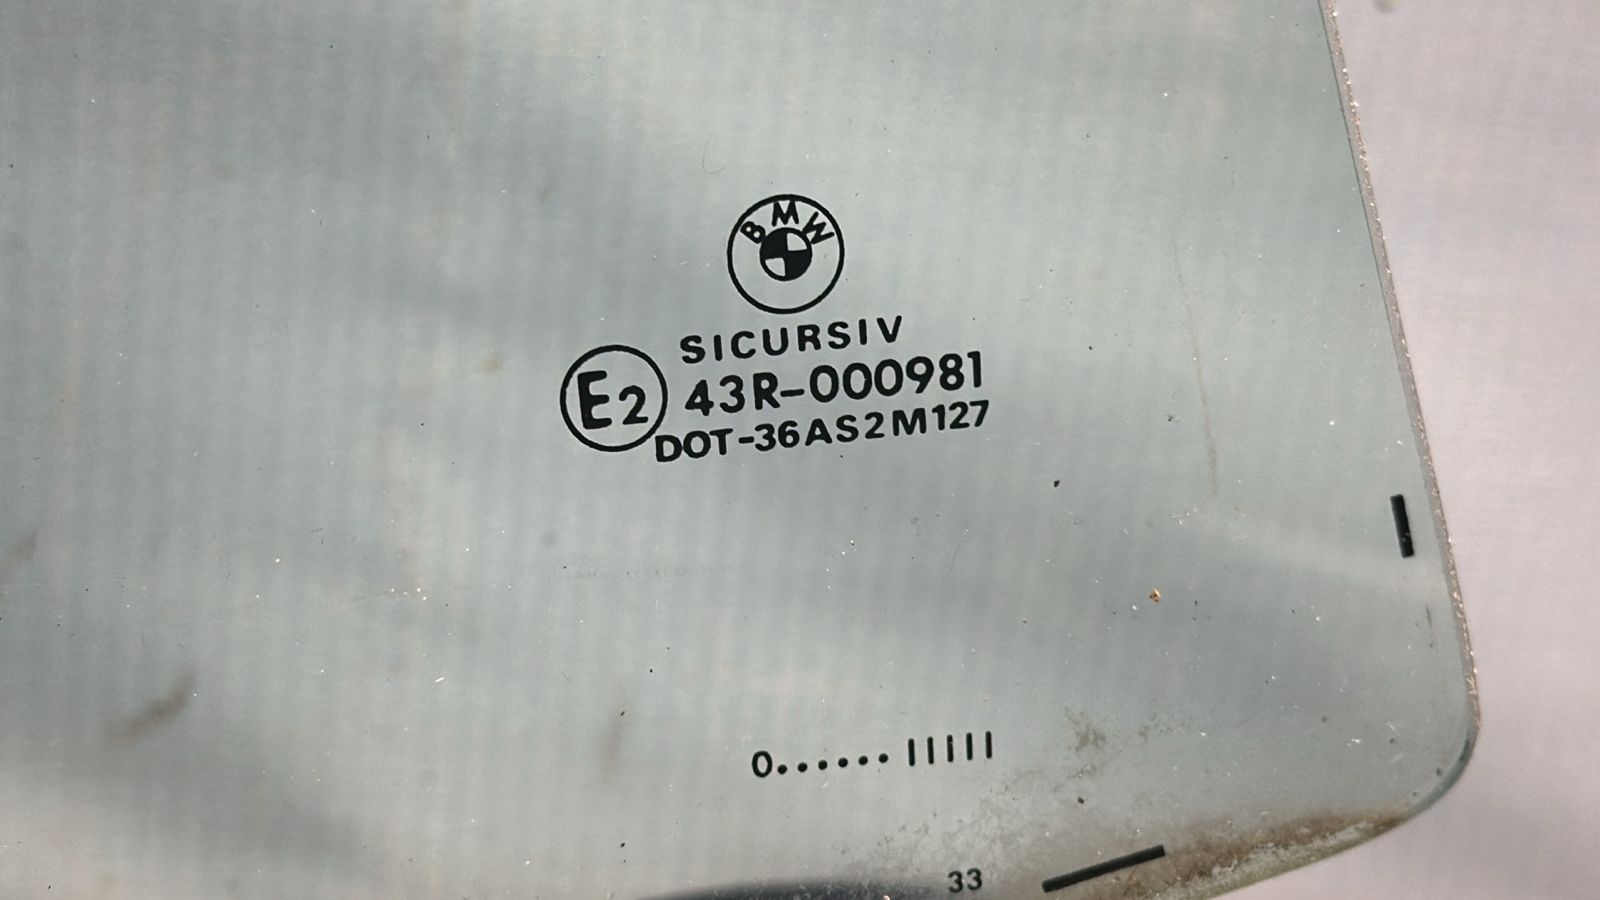 BMW
SICURSIV
E2 43R-000981
DOT-36AS2M127
0...... IIIII
33